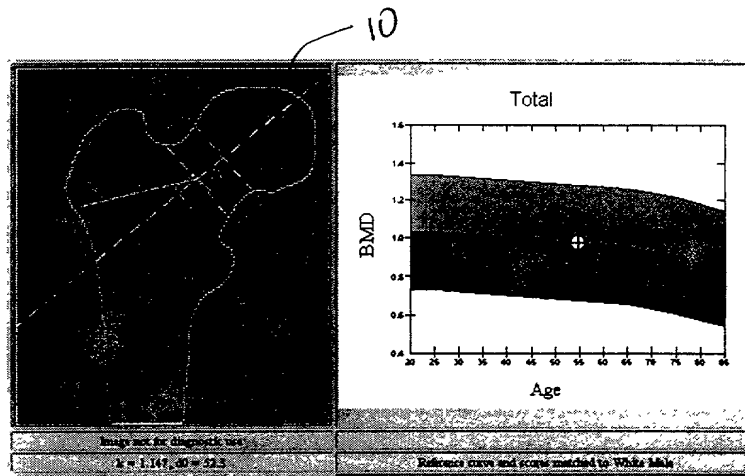 10
Total
1.6
1.4
1.2
1.0
0.8
0.6
0.4
BMD
20 25 30 35 40 45 50 55 60 65 70 75 80 85
Age
Image not for diagnostic use
k = 1.147, d0 = 52.3
Reference curve and scores matched to White Male